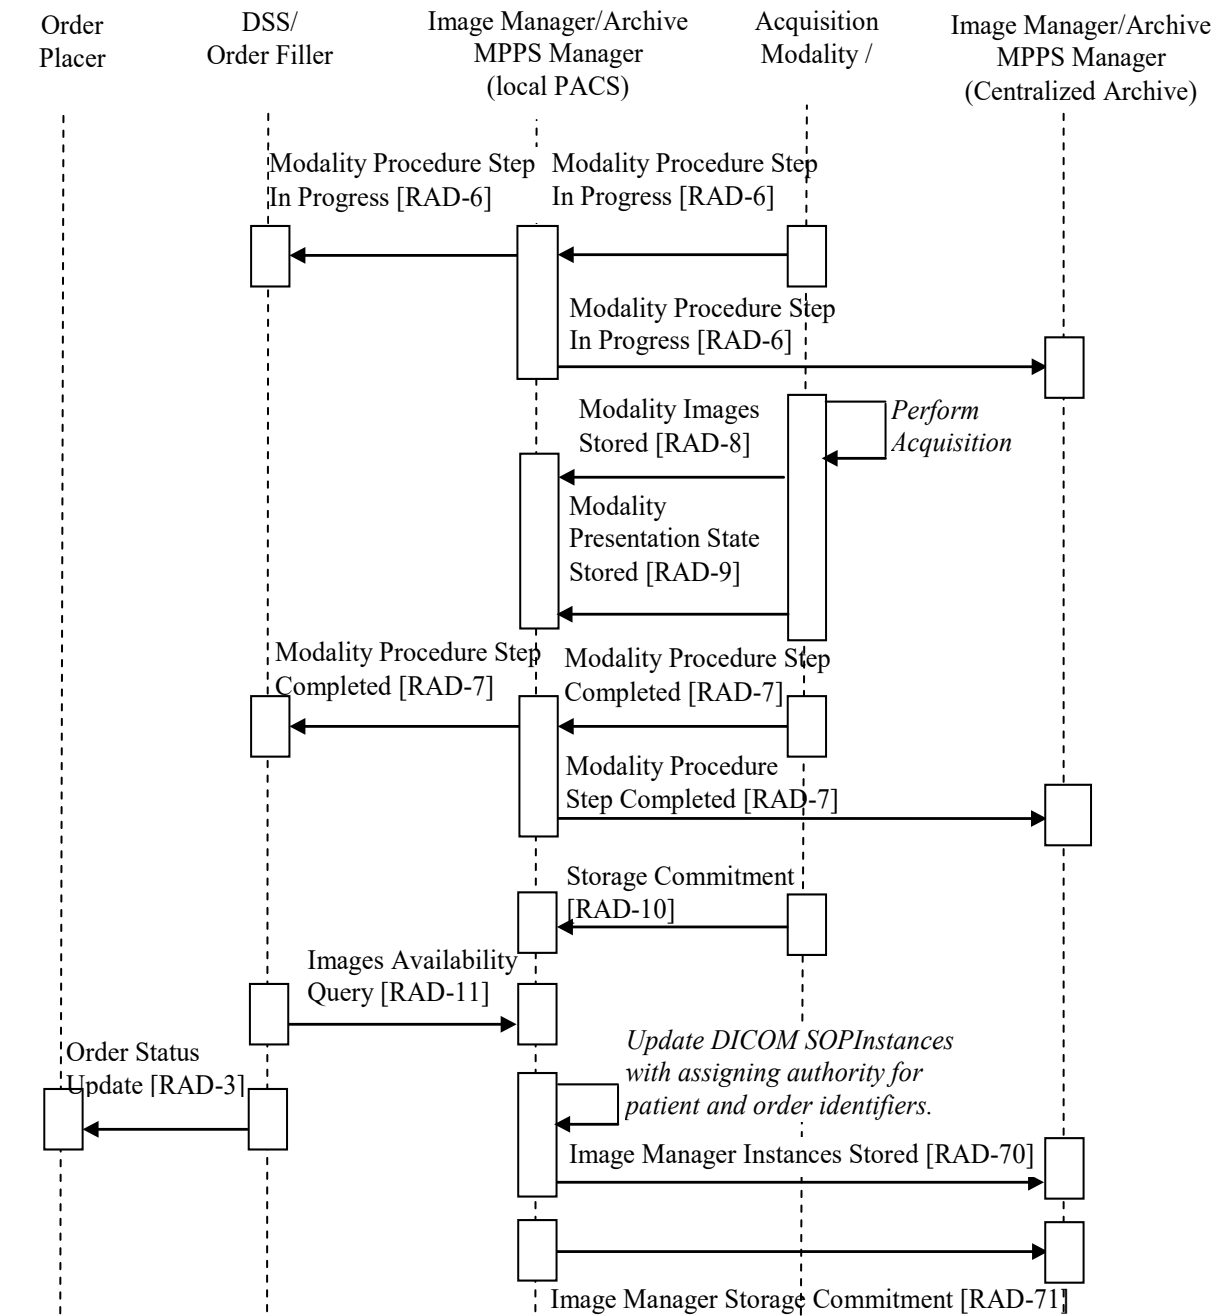 Order
Placer
DSS/
Order Filler
Image Manager/Archive
MPPS Manager
(local PACS)
Acquisition
Modality /
Image Manager/Archive
MPPS Manager
(Centralized Archive)
Modality Procedure Step
In Progress [RAD-6]
Modality Procedure Step
In Progress [RAD-6]
Modality Procedure Step
In Progress [RAD-6]
Perform
Acquisition
Modality Images
Stored [RAD-8]
Modality
Presentation State
Stored [RAD-9]
Modality Procedure Step
Completed [RAD-7]
Modality Procedure Step
Completed [RAD-7]
Modality Procedure
Step Completed [RAD-7]
Storage Commitment
[RAD-10]
Images Availability
Query [RAD-11]
Order Status
Update [RAD-3]
Update DICOM SOPInstances
with assigning authority for
patient and order identifiers.
Image Manager Instances Stored [RAD-70]
Image Manager Storage Commitment [RAD-71]